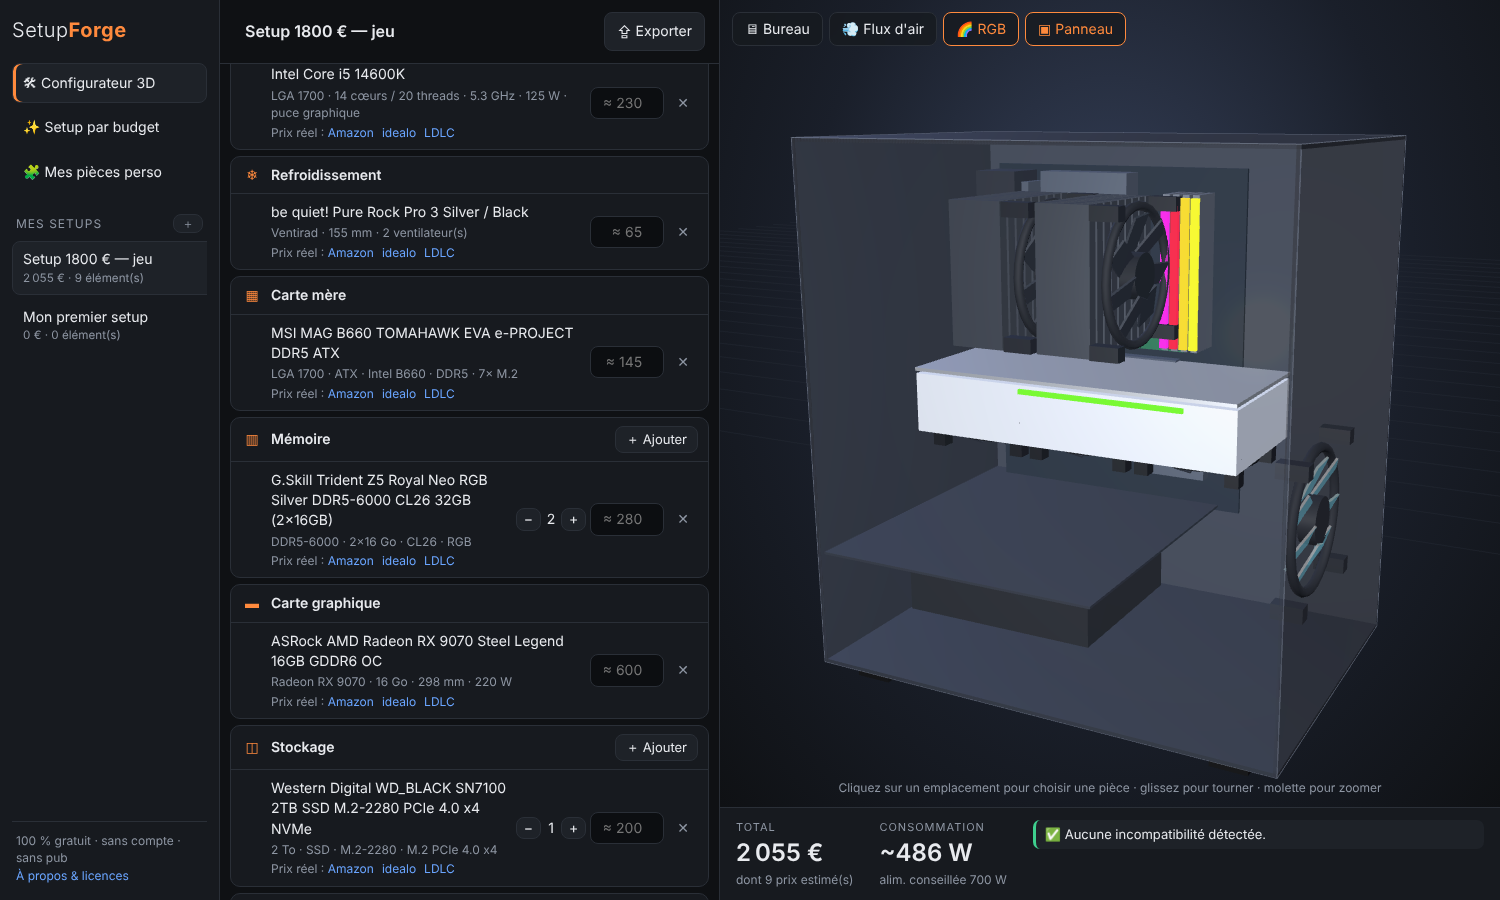 SetupForge
🛠 Configurateur 3D
✨ Setup par budget
🧩 Mes pièces perso
MES SETUPS
+
Setup 1800 € — jeu
2 055 € · 9 élément(s)
Mon premier setup
0 € · 0 élément(s)
100 % gratuit · sans compte ·
sans pub
À propos & licences
Setup 1800 € — jeu
Exporter
Intel Core i5 14600K
LGA 1700 · 14 cœurs / 20 threads · 5.3 GHz · 125 W ·
puce graphique
Prix réel : Amazon idealo LDLC
≈ 230
✕
Refroidissement
be quiet! Pure Rock Pro 3 Silver / Black
Ventirad · 155 mm · 2 ventilateur(s)
Prix réel : Amazon idealo LDLC
≈ 65
✕
Carte mère
MSI MAG B660 TOMAHAWK EVA e-PROJECT
DDR5 ATX
LGA 1700 · ATX · Intel B660 · DDR5 · 7× M.2
Prix réel : Amazon idealo LDLC
≈ 145
✕
Mémoire
+ Ajouter
G.Skill Trident Z5 Royal Neo RGB
Silver DDR5-6000 CL26 32GB
(2×16GB)
DDR5-6000 · 2×16 Go · CL26 · RGB
Prix réel : Amazon idealo LDLC
− 2 +
≈ 280
✕
Carte graphique
ASRock AMD Radeon RX 9070 Steel Legend
16GB GDDR6 OC
Radeon RX 9070 · 16 Go · 298 mm · 220 W
Prix réel : Amazon idealo LDLC
≈ 600
✕
Stockage
+ Ajouter
Western Digital WD_BLACK SN7100
2TB SSD M.2-2280 PCIe 4.0 x4
NVMe
2 To · SSD · M.2-2280 · M.2 PCIe 4.0 x4
Prix réel : Amazon idealo LDLC
− 1 +
≈ 200
✕
🖥 Bureau
💨 Flux d'air
🌈 RGB
▣ Panneau
Cliquez sur un emplacement pour choisir une pièce · glissez pour tourner · molette pour zoomer
TOTAL
2 055 €
dont 9 prix estimé(s)
CONSOMMATION
~486 W
alim. conseillée 700 W
✅ Aucune incompatibilité détectée.